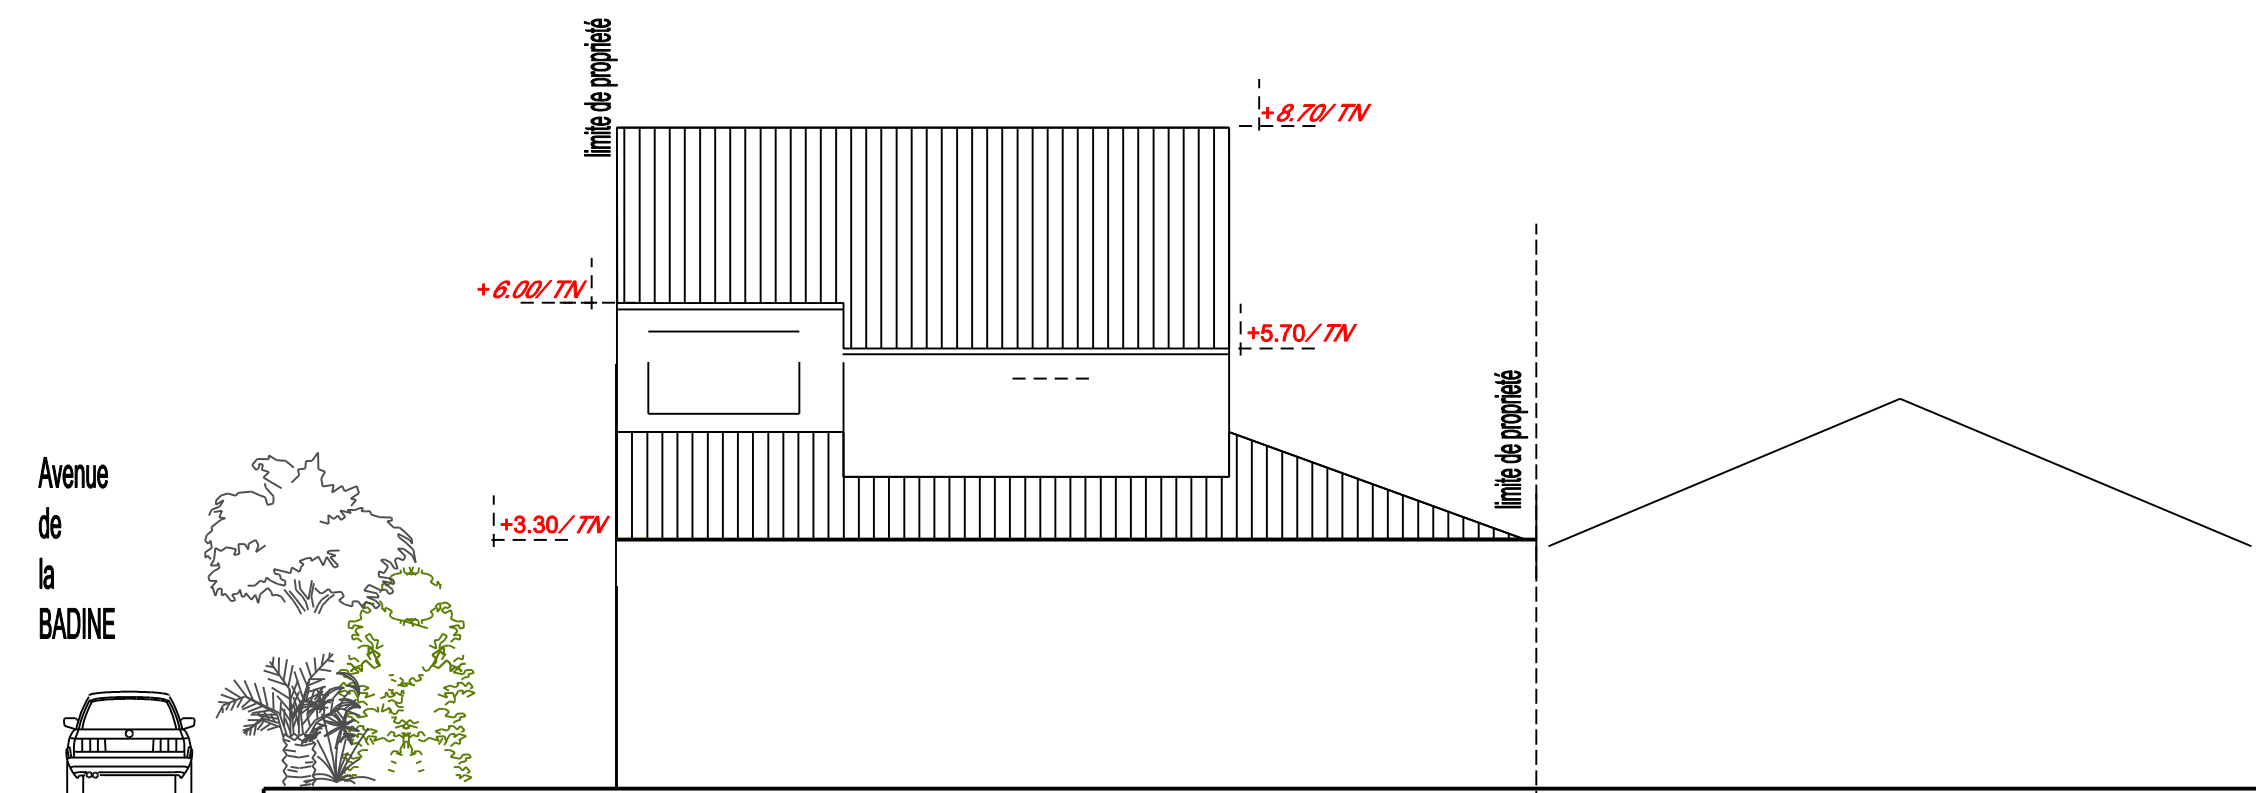 limite de propriété
+8.70/TN
+6.00/TN
+5.70/TN
limite de propriété
Avenue
de
la
BADINE
+3.30/TN